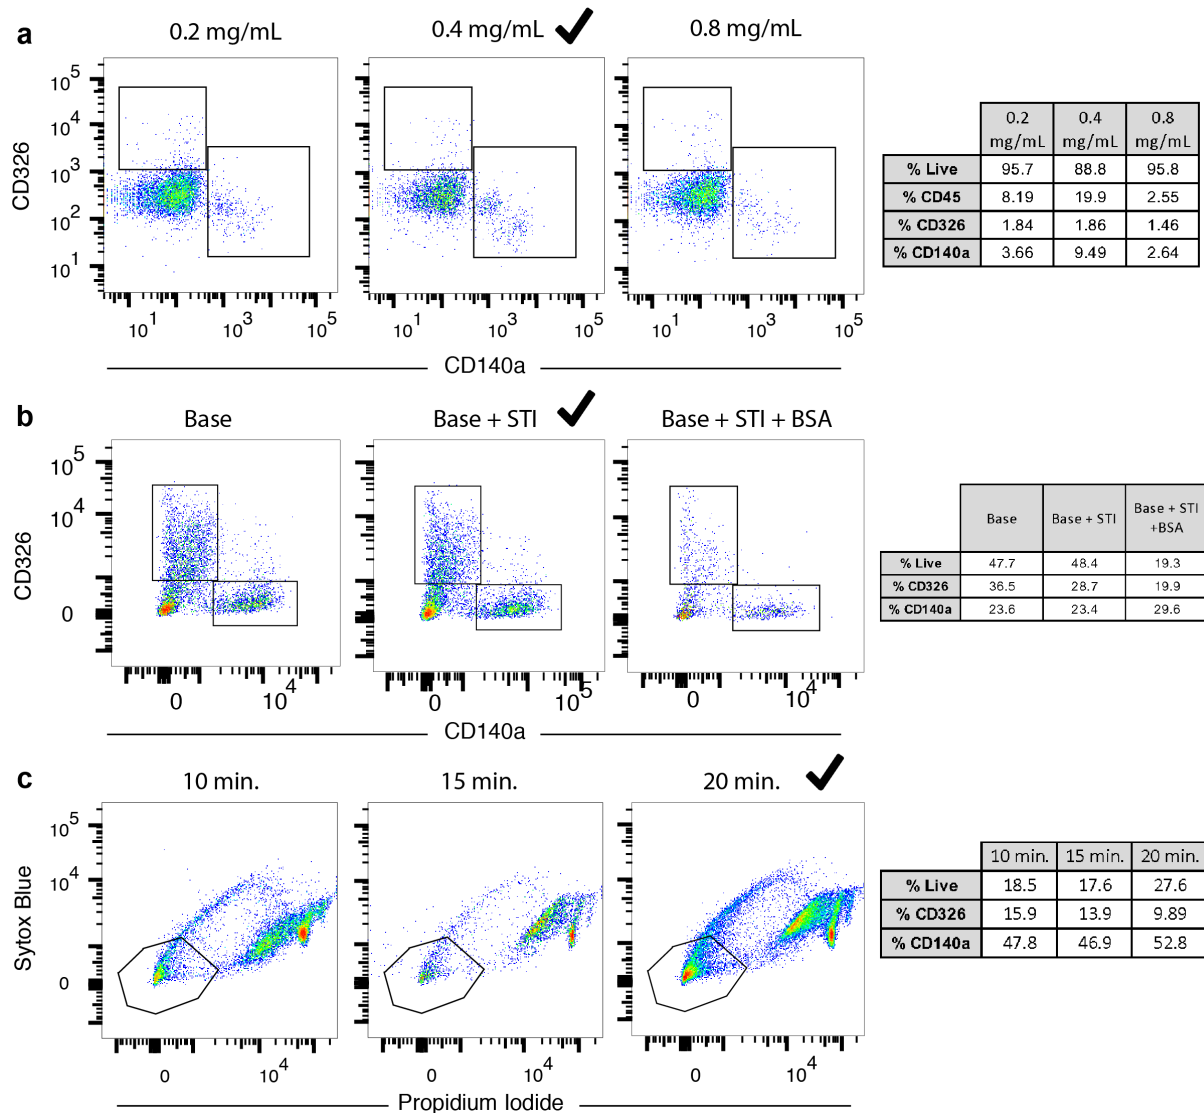 a
0.2 mg/mL
0.4 mg/mL
0.8 mg/mL
CD326
10^5
10^4
10^3
10^2
10^1
10^1 10^3 10^5
10^1 10^3 10^5
10^1 10^3 10^5
CD140a
0.2 mg/mL 0.4 mg/mL 0.8 mg/mL
% Live 95.7 88.8 95.8
% CD45 8.19 19.9 2.55
% CD326 1.84 1.86 1.46
% CD140a 3.66 9.49 2.64
b
Base
Base + STI
Base + STI + BSA
CD326
10^5
10^4
0
0 10^4
0 10^5
0 10^4
CD140a
Base Base + STI Base + STI +BSA
% Live 47.7 48.4 19.3
% CD326 36.5 28.7 19.9
% CD140a 23.6 23.4 29.6
c
10 min.
15 min.
20 min.
Sytox Blue
10^5
10^4
0
0 10^4
0 10^4
0 10^4
Propidium Iodide
10 min. 15 min. 20 min.
% Live 18.5 17.6 27.6
% CD326 15.9 13.9 9.89
% CD140a 47.8 46.9 52.8